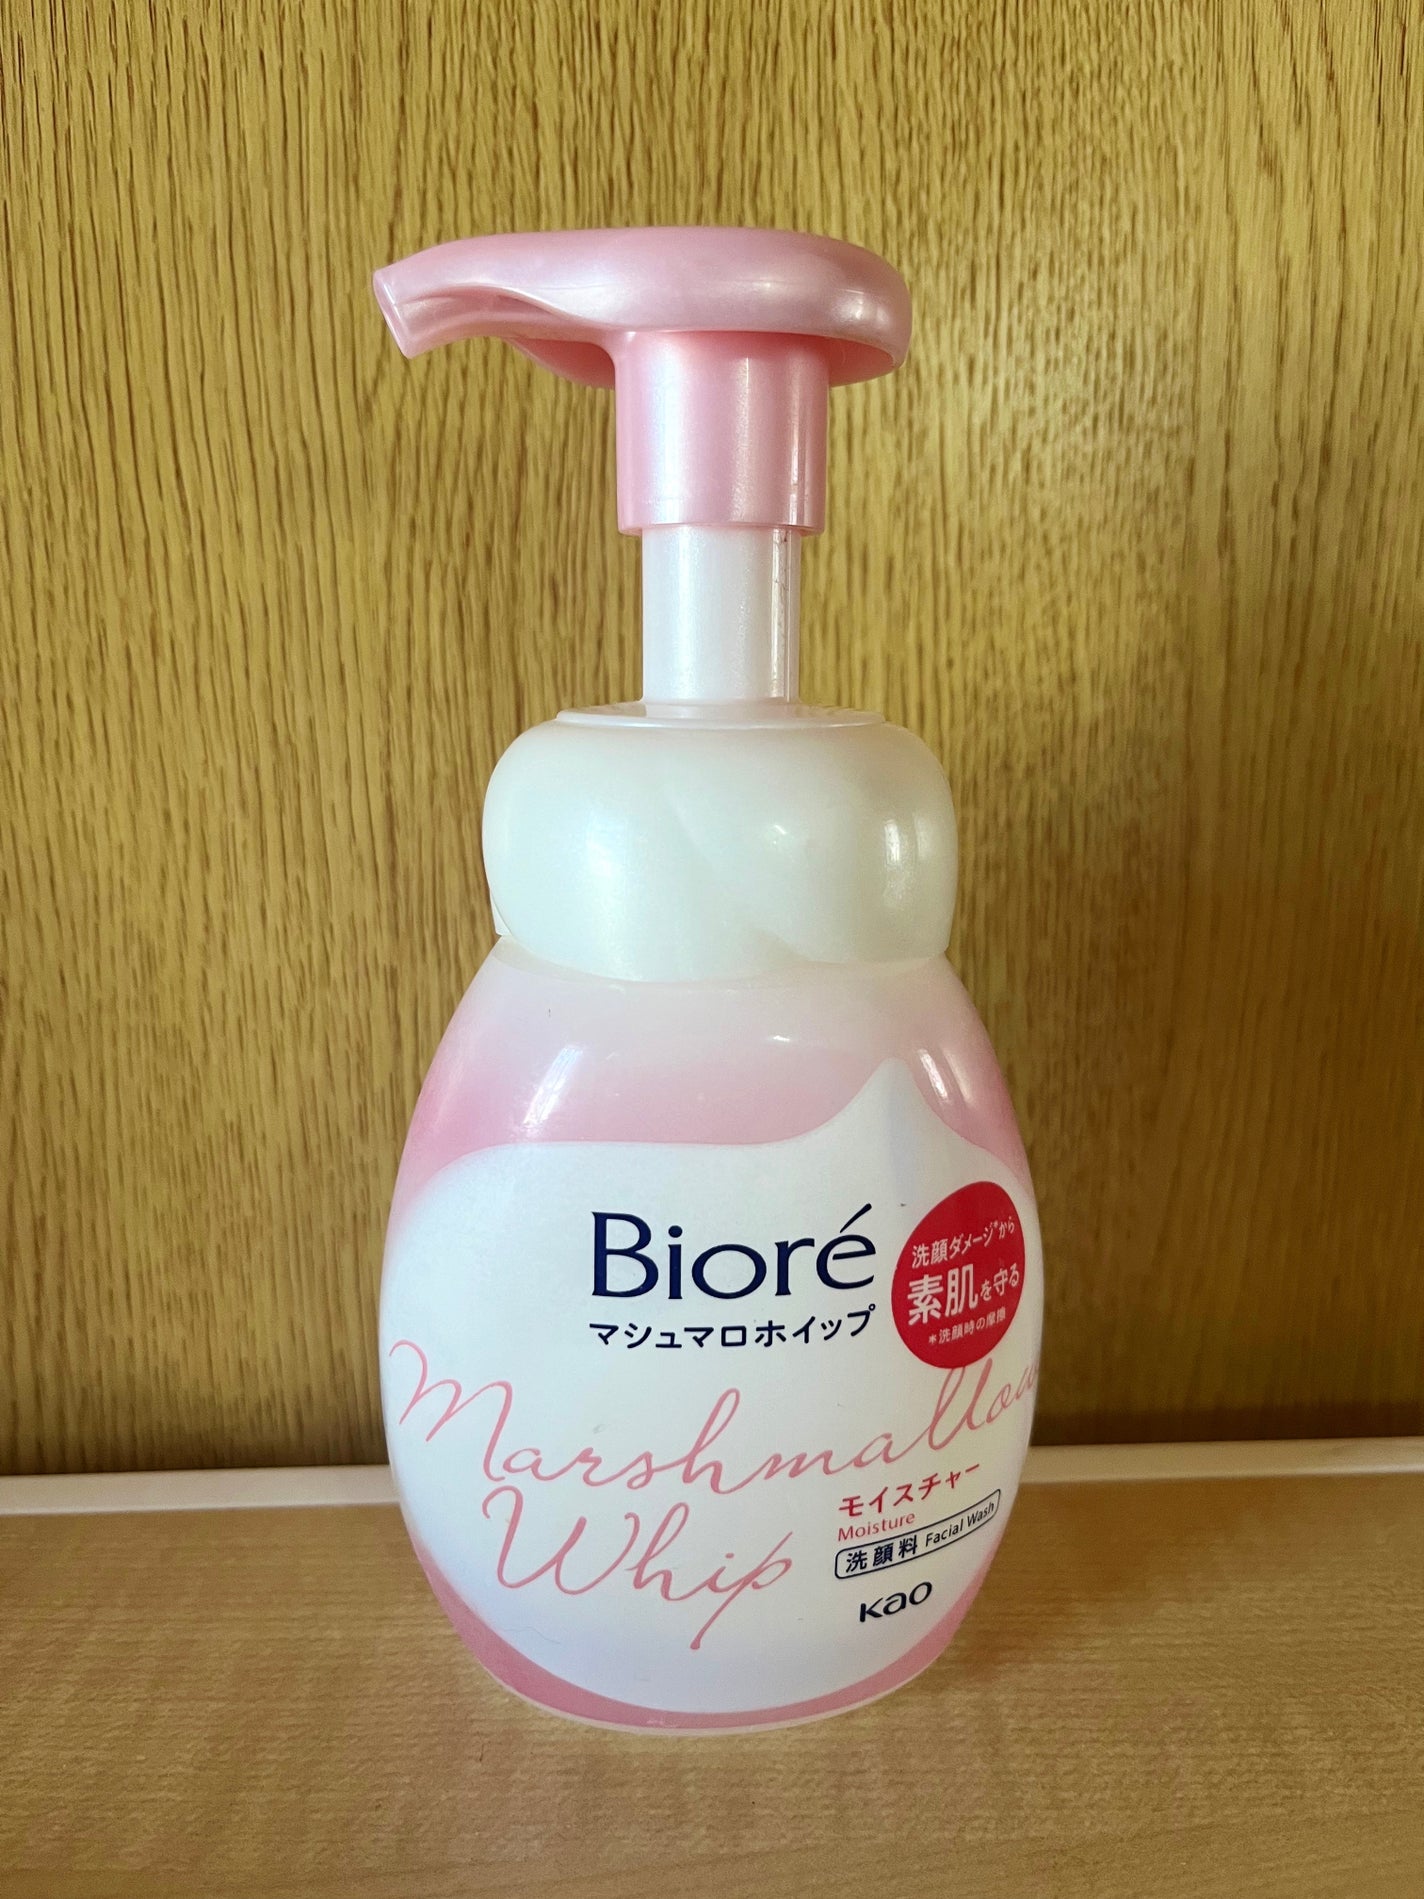 Bioré
マシュマロホイップ
洗顔ダメージ*から
素肌を守る
*洗顔時の摩擦
Marshmallow
Whip
モイスチャー
Moisture
洗顔料 Facial Wash
Kao